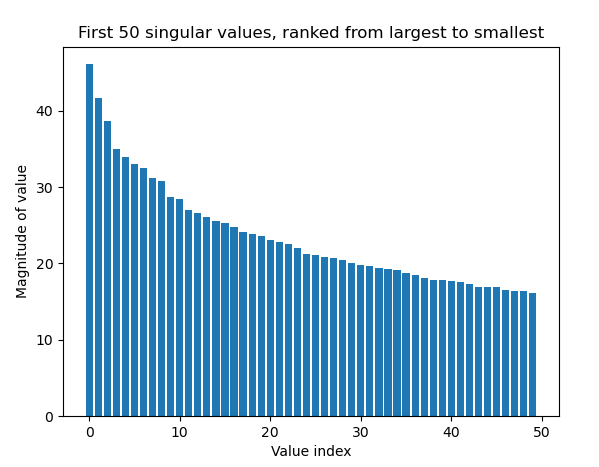 First 50 singular values, ranked from largest to smallest
Magnitude of value
40
30
20
10
0
0 10 20 30 40 50
Value index